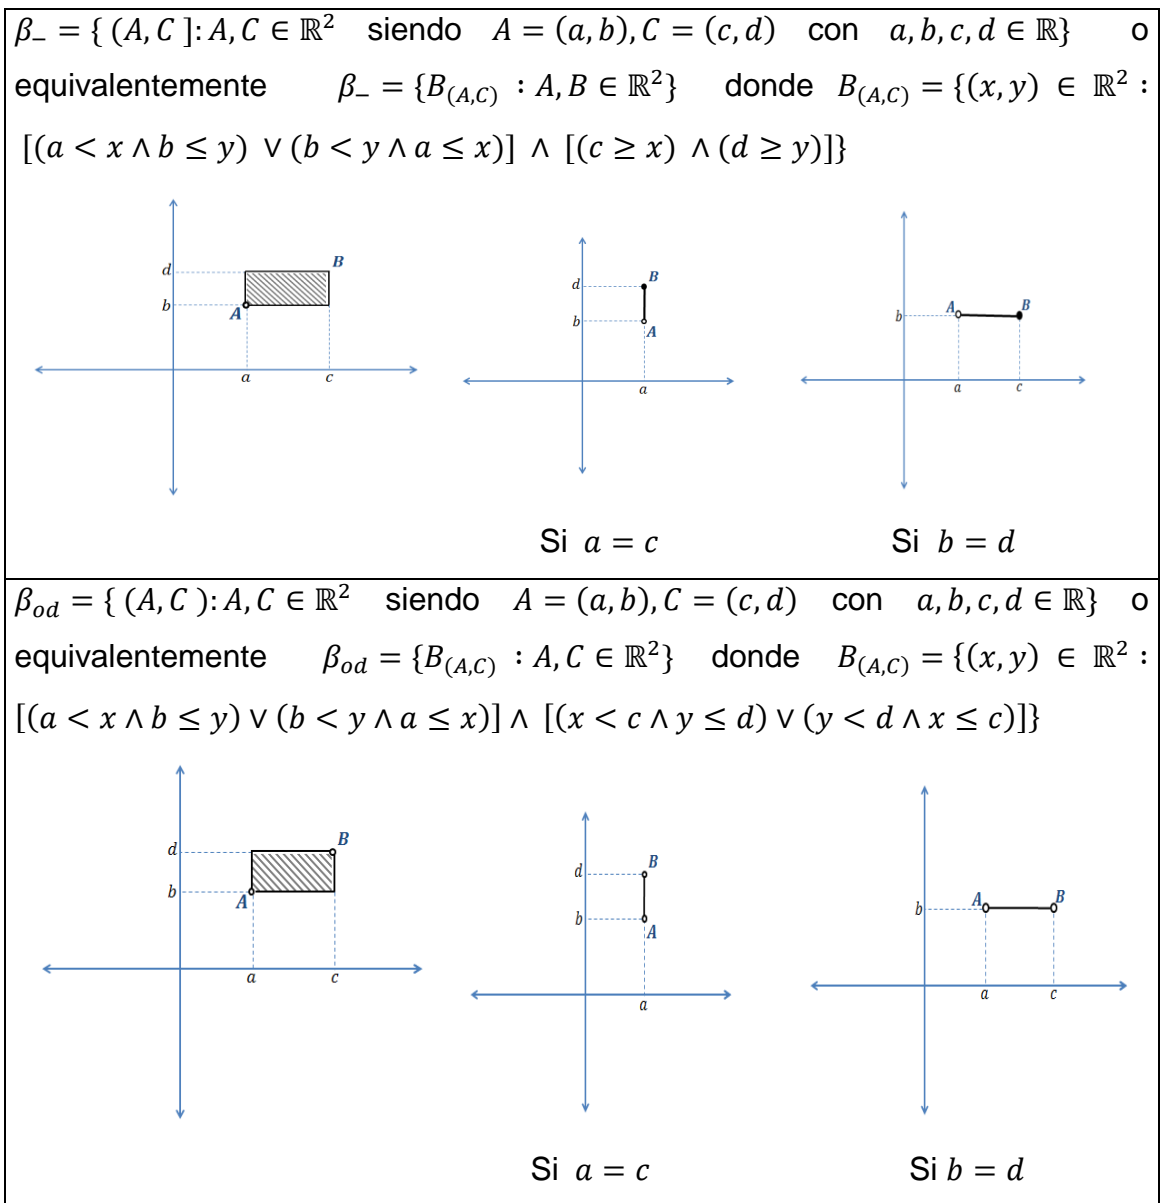 β₋ = { (A, C ]: A, C ∈ ℝ² siendo A = (a, b), C = (c, d) con a, b, c, d ∈ ℝ} o
equivalentemente β₋ = {B₍A,C₎ : A, B ∈ ℝ²} donde B₍A,C₎ = {(x, y) ∈ ℝ² :
[(a < x ∧ b ≤ y) ∨ (b < y ∧ a ≤ x)] ∧ [(c ≥ x) ∧ (d ≥ y)]}
d B
b A
a c
d B
b A
a
b A B
a c
Si a = c Si b = d
β_od = { (A, C ): A, C ∈ ℝ² siendo A = (a, b), C = (c, d) con a, b, c, d ∈ ℝ} o
equivalentemente β_od = {B₍A,C₎ : A, C ∈ ℝ²} donde B₍A,C₎ = {(x, y) ∈ ℝ² :
[(a < x ∧ b ≤ y) ∨ (b < y ∧ a ≤ x)] ∧ [(x < c ∧ y ≤ d) ∨ (y < d ∧ x ≤ c)]}
d B
b A
a c
d B
b A
a
b A B
a c
Si a = c Si b = d